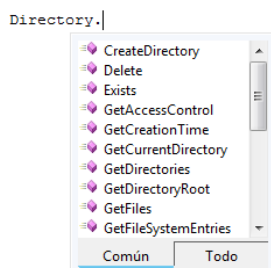 Directory.
CreateDirectory
Delete
Exists
GetAccessControl
GetCreationTime
GetCurrentDirectory
GetDirectories
GetDirectoryRoot
GetFiles
GetFileSystemEntries
Común Todo